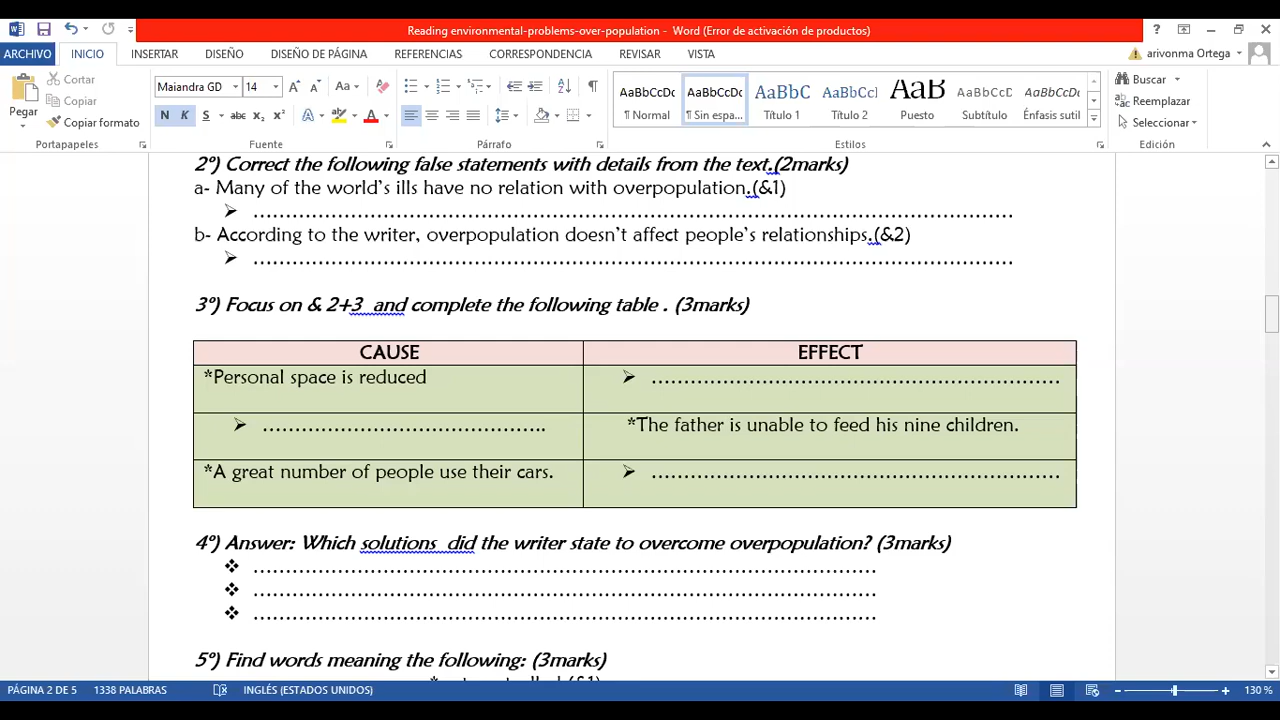 Reading environmental-problems-over-population - Word (Error de activación de productos)
ARCHIVO INICIO INSERTAR DISEÑO DISEÑO DE PÁGINA REFERENCIAS CORRESPONDENCIA REVISAR VISTA arivonma Ortega
Pegar
Cortar
Copiar
Copiar formato
Maiandra GD 14
N K S abc x₂ x²
AaBbCcDc AaBbCcDc AaBbC AaBbCcI AaB AaBbCcD AaBbCcDc
¶ Normal ¶ Sin espa... Título 1 Título 2 Puesto Subtítulo Énfasis sutil
Buscar
Reemplazar
Seleccionar
Portapapeles Fuente Párrafo Estilos Edición
2°) Correct the following false statements with details from the text.(2marks)
a- Many of the world's ills have no relation with overpopulation.(&1)
➢ ………………………………………………………………………………………………
b- According to the writer, overpopulation doesn't affect people's relationships.(&2)
➢ ………………………………………………………………………………………………
3°) Focus on & 2+3 and complete the following table . (3marks)
CAUSE EFFECT
*Personal space is reduced ➢ …………………………………………………
➢ ………………………………….. *The father is unable to feed his nine children.
*A great number of people use their cars. ➢ …………………………………………………
4°) Answer: Which solutions did the writer state to overcome overpopulation? (3marks)
❖ ……………………………………………………………………………
❖ ……………………………………………………………………………
❖ ……………………………………………………………………………
5°) Find words meaning the following: (3marks)
PÁGINA 2 DE 5 1338 PALABRAS INGLÉS (ESTADOS UNIDOS) 130 %